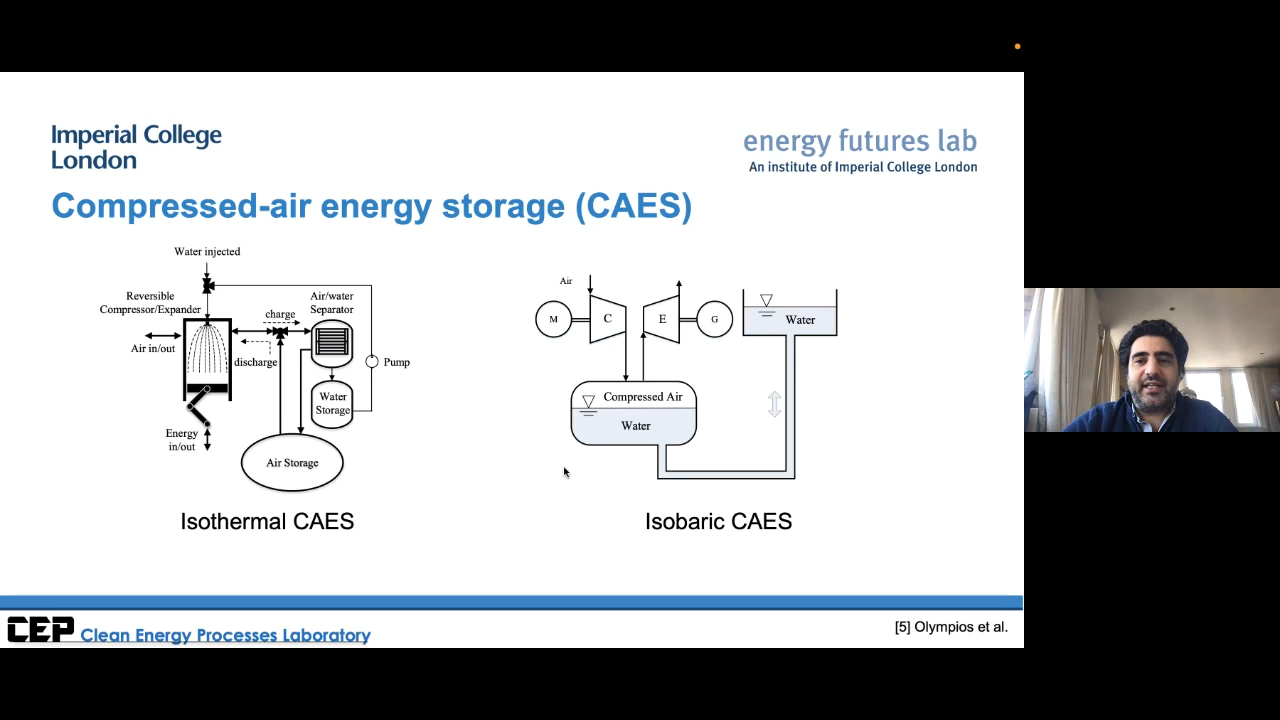 Imperial College
London
energy futures lab
An institute of Imperial College London
Compressed-air energy storage (CAES)
Water injected
Reversible
Compressor/Expander
Air in/out
Energy
in/out
charge
discharge
Air/water
Separator
Pump
Water
Storage
Air Storage
Isothermal CAES
Air
M
C
E
G
Water
Compressed Air
Water
Isobaric CAES
CEP Clean Energy Processes Laboratory
[5] Olympios et al.